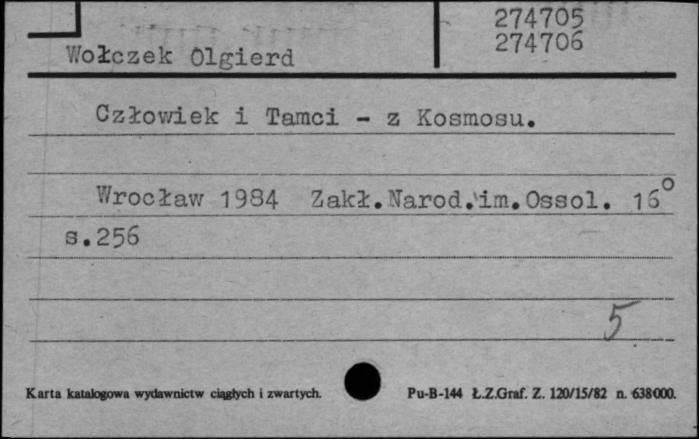 274705
274706
Wołczek Olgierd
Człowiek i Tamci - z Kosmosu.
Wrocław 1984 Zakł.Narod.im.Ossol. 16°
s.256
5
Karta katalogowa wydawnictw ciągłych i zwartych. Pu-B-144 Ł.Z.Graf. Z. 120/15/82 n. 638000.